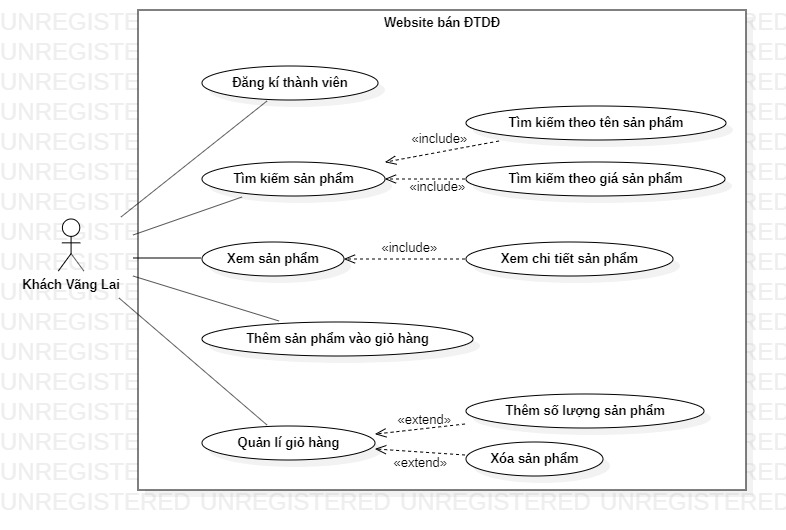 Website bán ĐTDĐ
Đăng kí thành viên
Tìm kiếm theo tên sản phẩm
«include»
Tìm kiếm sản phẩm
Tìm kiếm theo giá sản phẩm
«include»
Khách Vãng Lai
Xem sản phẩm
«include»
Xem chi tiết sản phẩm
Thêm sản phẩm vào giỏ hàng
Quản lí giỏ hàng
«extend»
Thêm số lượng sản phẩm
«extend»
Xóa sản phẩm
UNREGISTERED UNREGISTERED UNREGISTERED UNREGISTERED